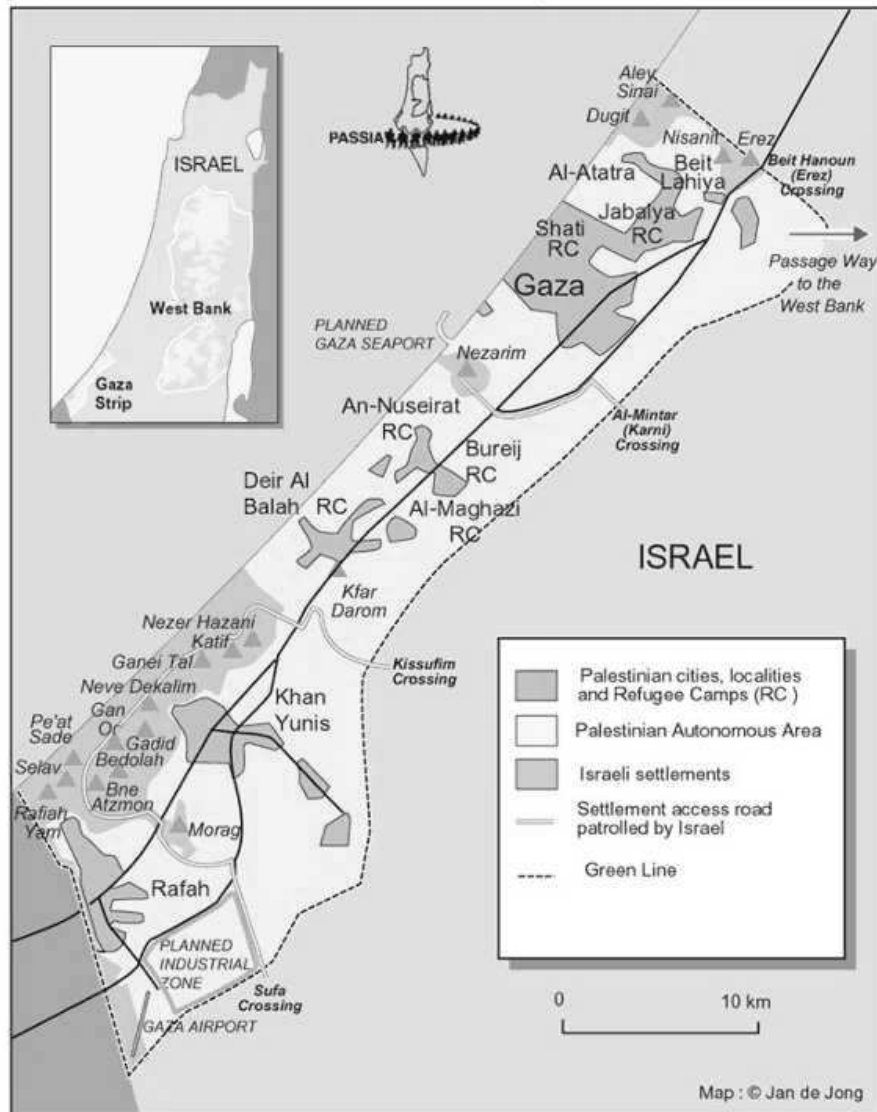 ISRAEL
West Bank
Gaza
Strip
PASSIA
Aley
Sinai
Dugit
Nisanit
Erez
Beit Hanoun
(Erez)
Crossing
Al-Atatra
Beit
Lahiya
Jabalya
RC
Shati
RC
Gaza
Passage Way
to the
West Bank
PLANNED
GAZA SEAPORT
Nezarim
An-Nuseirat
RC
Al-Mintar
(Karni)
Crossing
Bureij
RC
Deir Al
Balah RC
Al-Maghazi
RC
ISRAEL
Kfar
Darom
Nezer Hazani
Katif
Ganei Tal
Kissufim
Crossing
Neve Dekalim
Gan
Or
Khan
Yunis
Pe'at
Sade
Gadid
Bedolah
Selav
Bne
Atzmon
Rafiah
Yam
Morag
Rafah
PLANNED
INDUSTRIAL
ZONE
Sufa
Crossing
GAZA AIRPORT
Palestinian cities, localities
and Refugee Camps (RC )
Palestinian Autonomous Area
Israeli settlements
Settlement access road
patrolled by Israel
Green Line
0 10 km
Map : © Jan de Jong